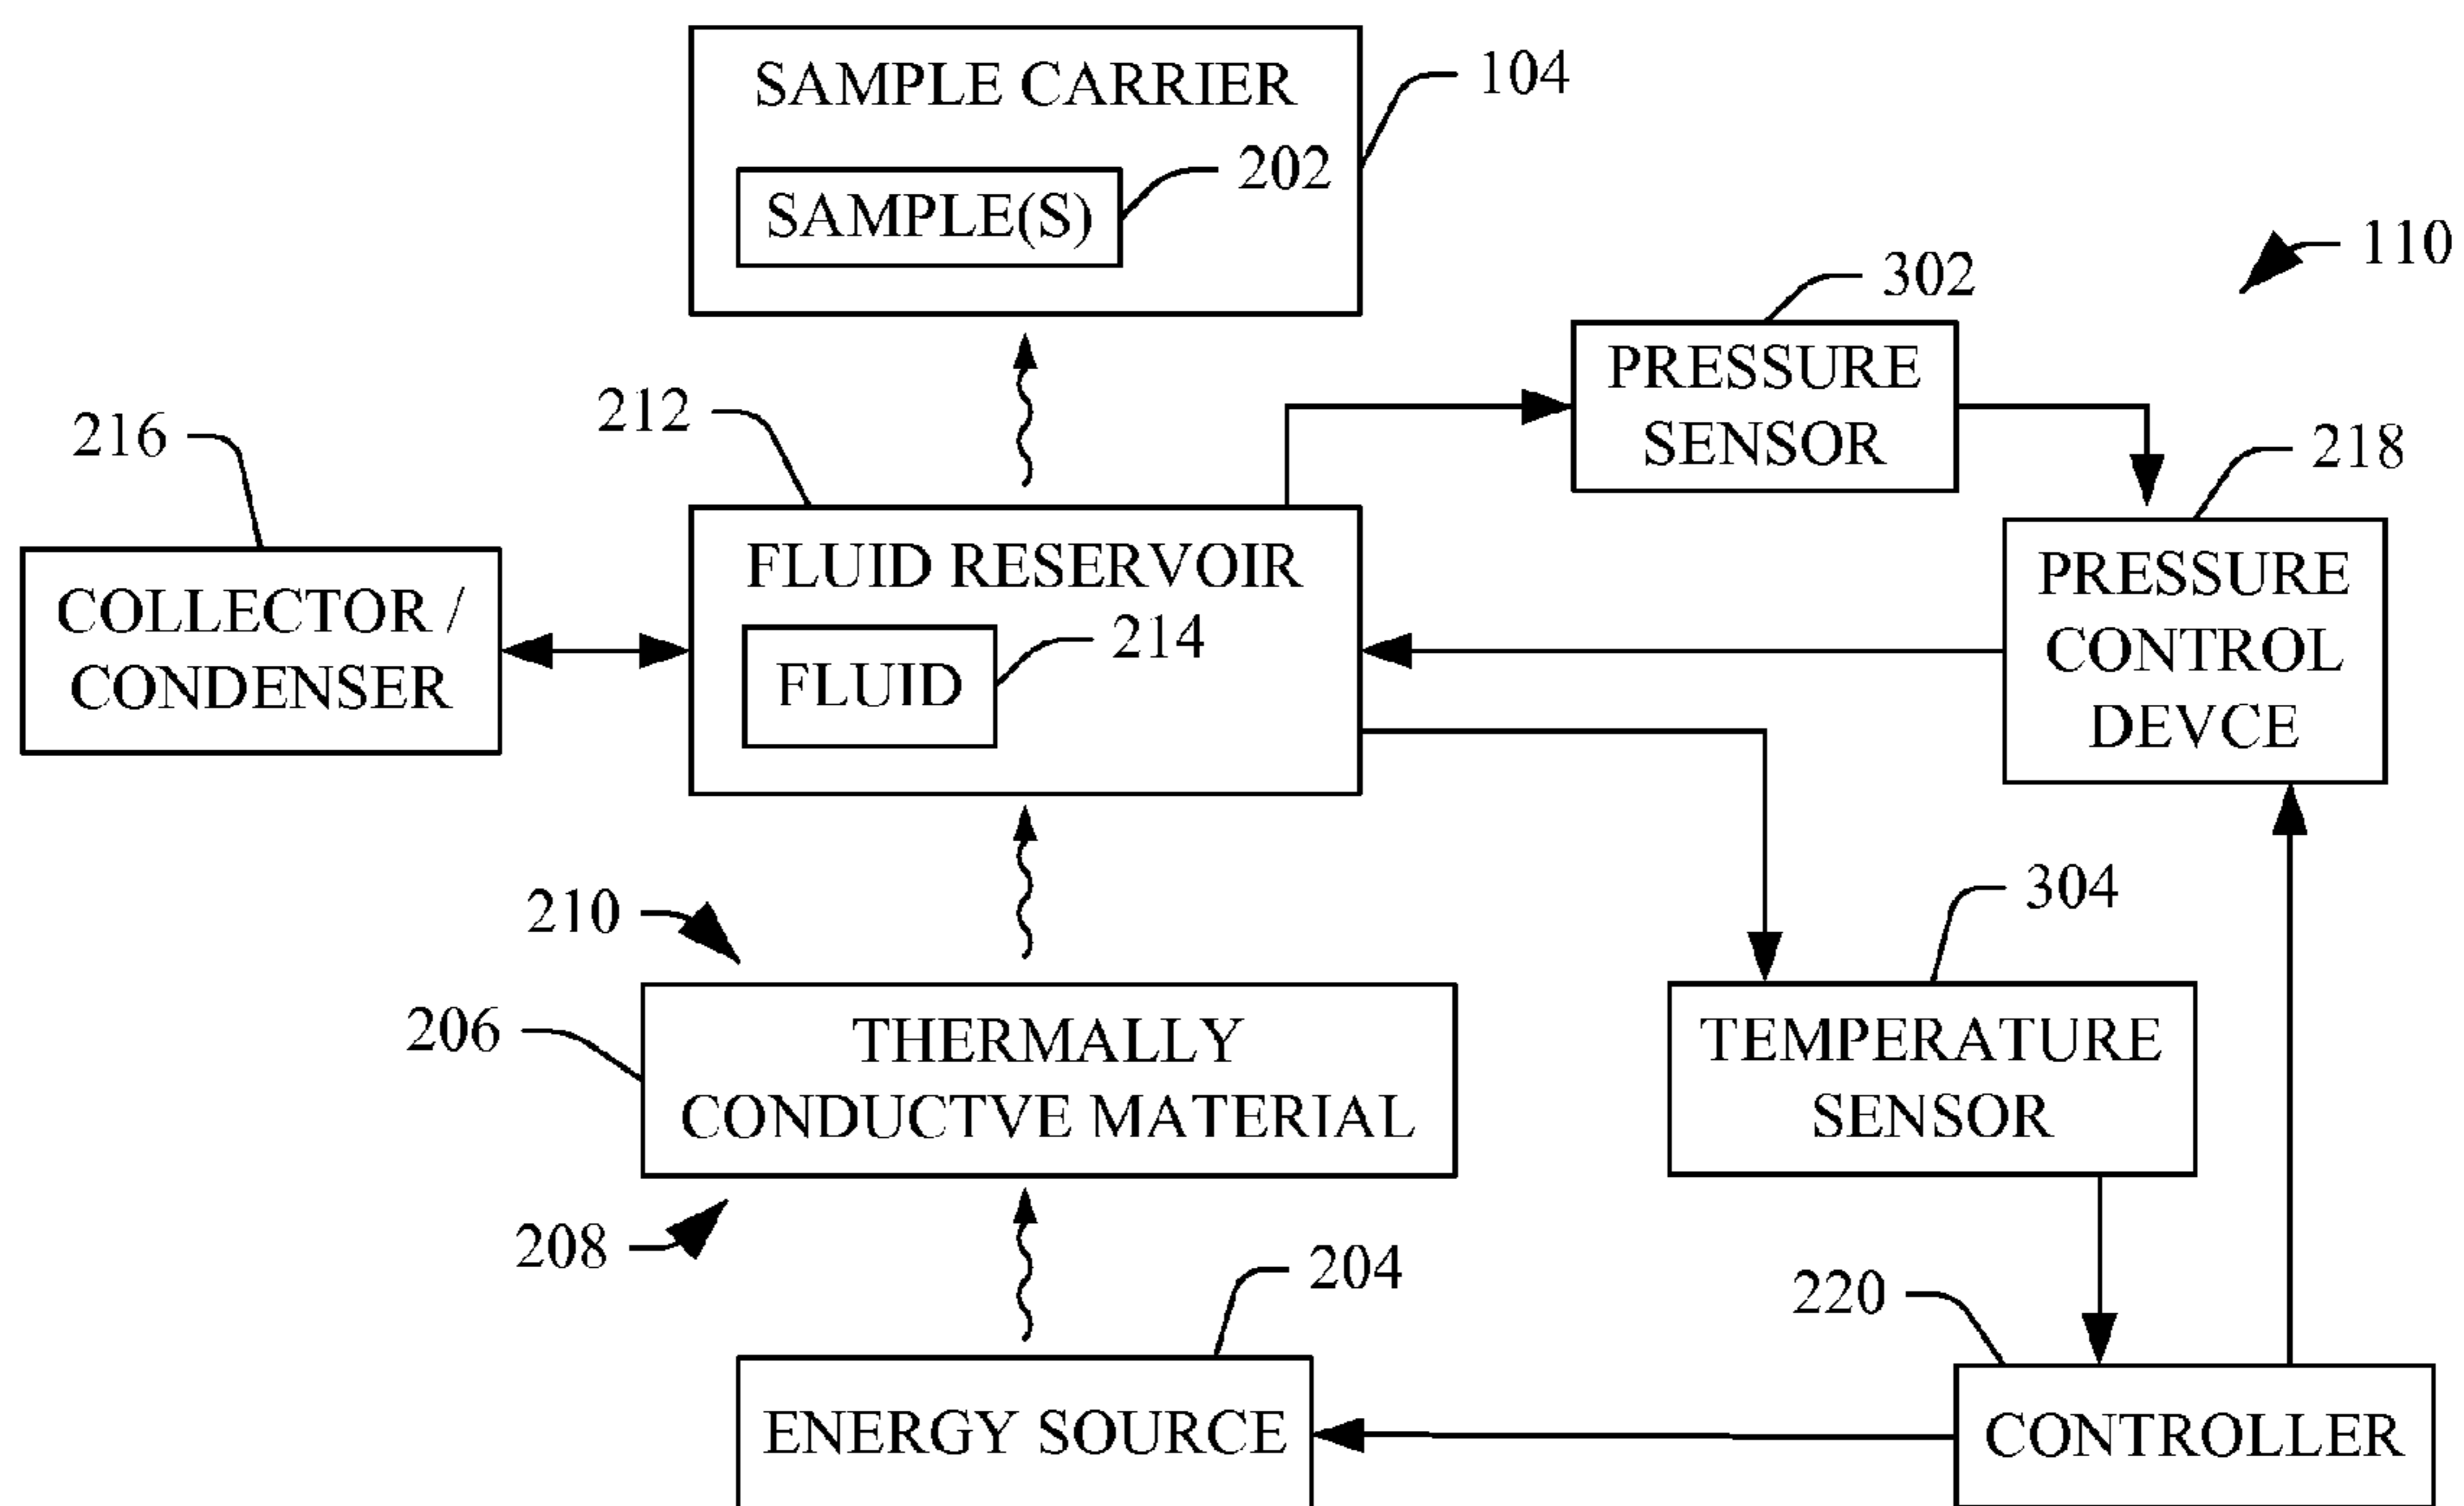 SAMPLE CARRIER
104
202
SAMPLE(S)
110
302
PRESSURE
SENSOR
212
216
218
FLUID RESERVOIR
214
FLUID
COLLECTOR /
CONDENSER
PRESSURE
CONTROL
DEVCE
210
304
206
THERMALLY
CONDUCTVE MATERIAL
TEMPERATURE
SENSOR
208
204
220
ENERGY SOURCE
CONTROLLER